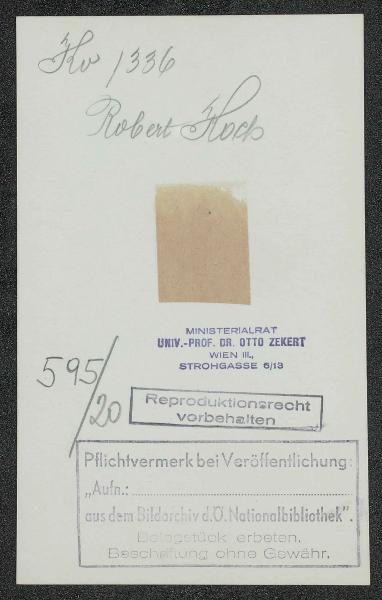 Ko 1336
Robert Koch
MINISTERIALRAT
UNIV.-PROF. DR. OTTO ZEKERT
WIEN III.,
STROHGASSE 6/13
595/20
Reproduktionsrecht
vorbehalten
Pflichtvermerk bei Veröffentlichung:
„Aufn.:
aus dem Bildarchiv d.Ö.Nationalbibliothek".
Belegstück erbeten.
Beschaffung ohne Gewähr.